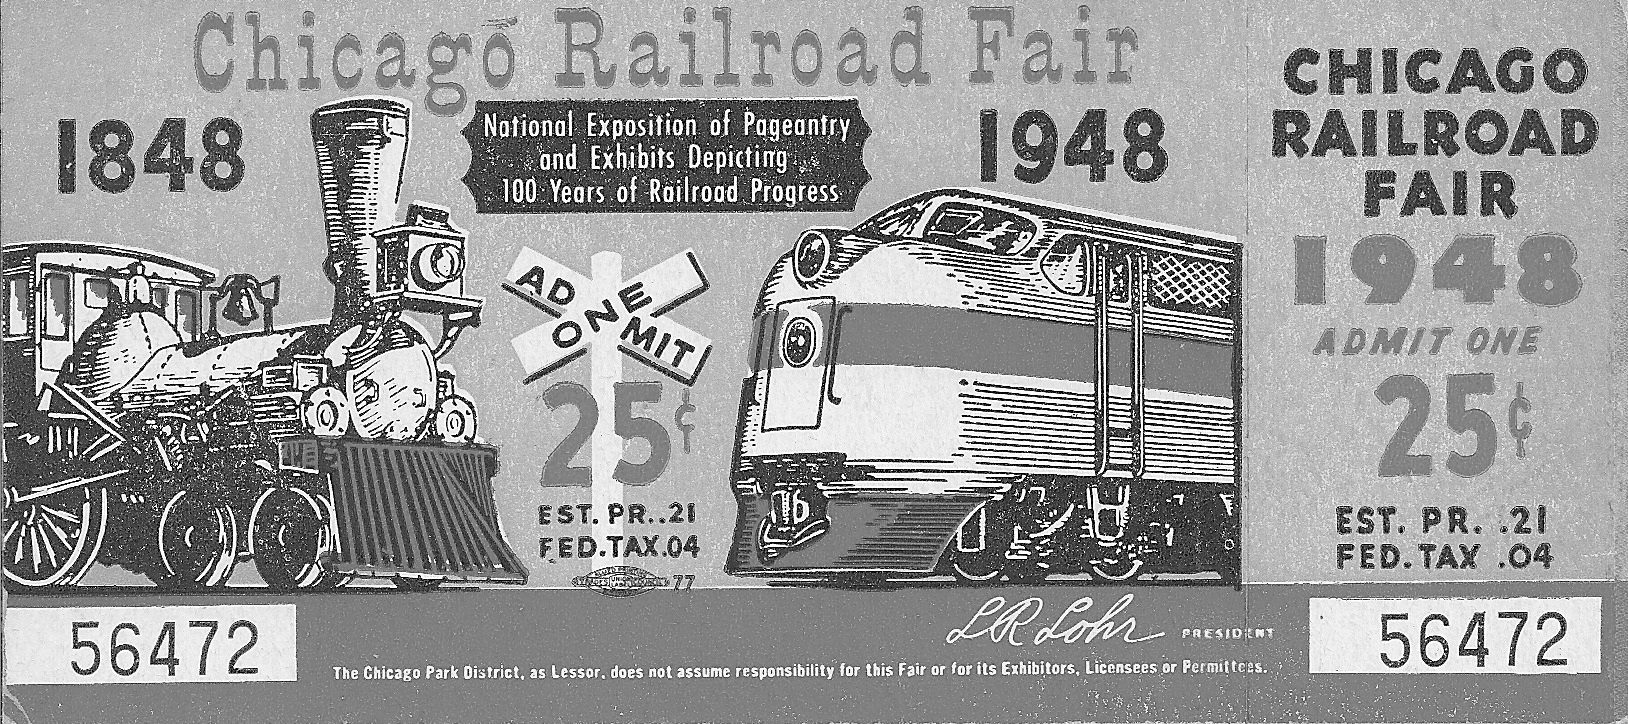 Chicago Railroad Fair
1848
National Exposition of Pageantry
and Exhibits Depicting
100 Years of Railroad Progress
1948
ADMIT
ONE
25¢
EST. PR..21
FED.TAX.04
77
56472
L R Lohr PRESIDENT
The Chicago Park District, as Lessor, does not assume responsibility for this Fair or for its Exhibitors, Licensees or Permittees.
CHICAGO
RAILROAD
FAIR
1948
ADMIT ONE
25¢
EST. PR. .21
FED. TAX .04
56472